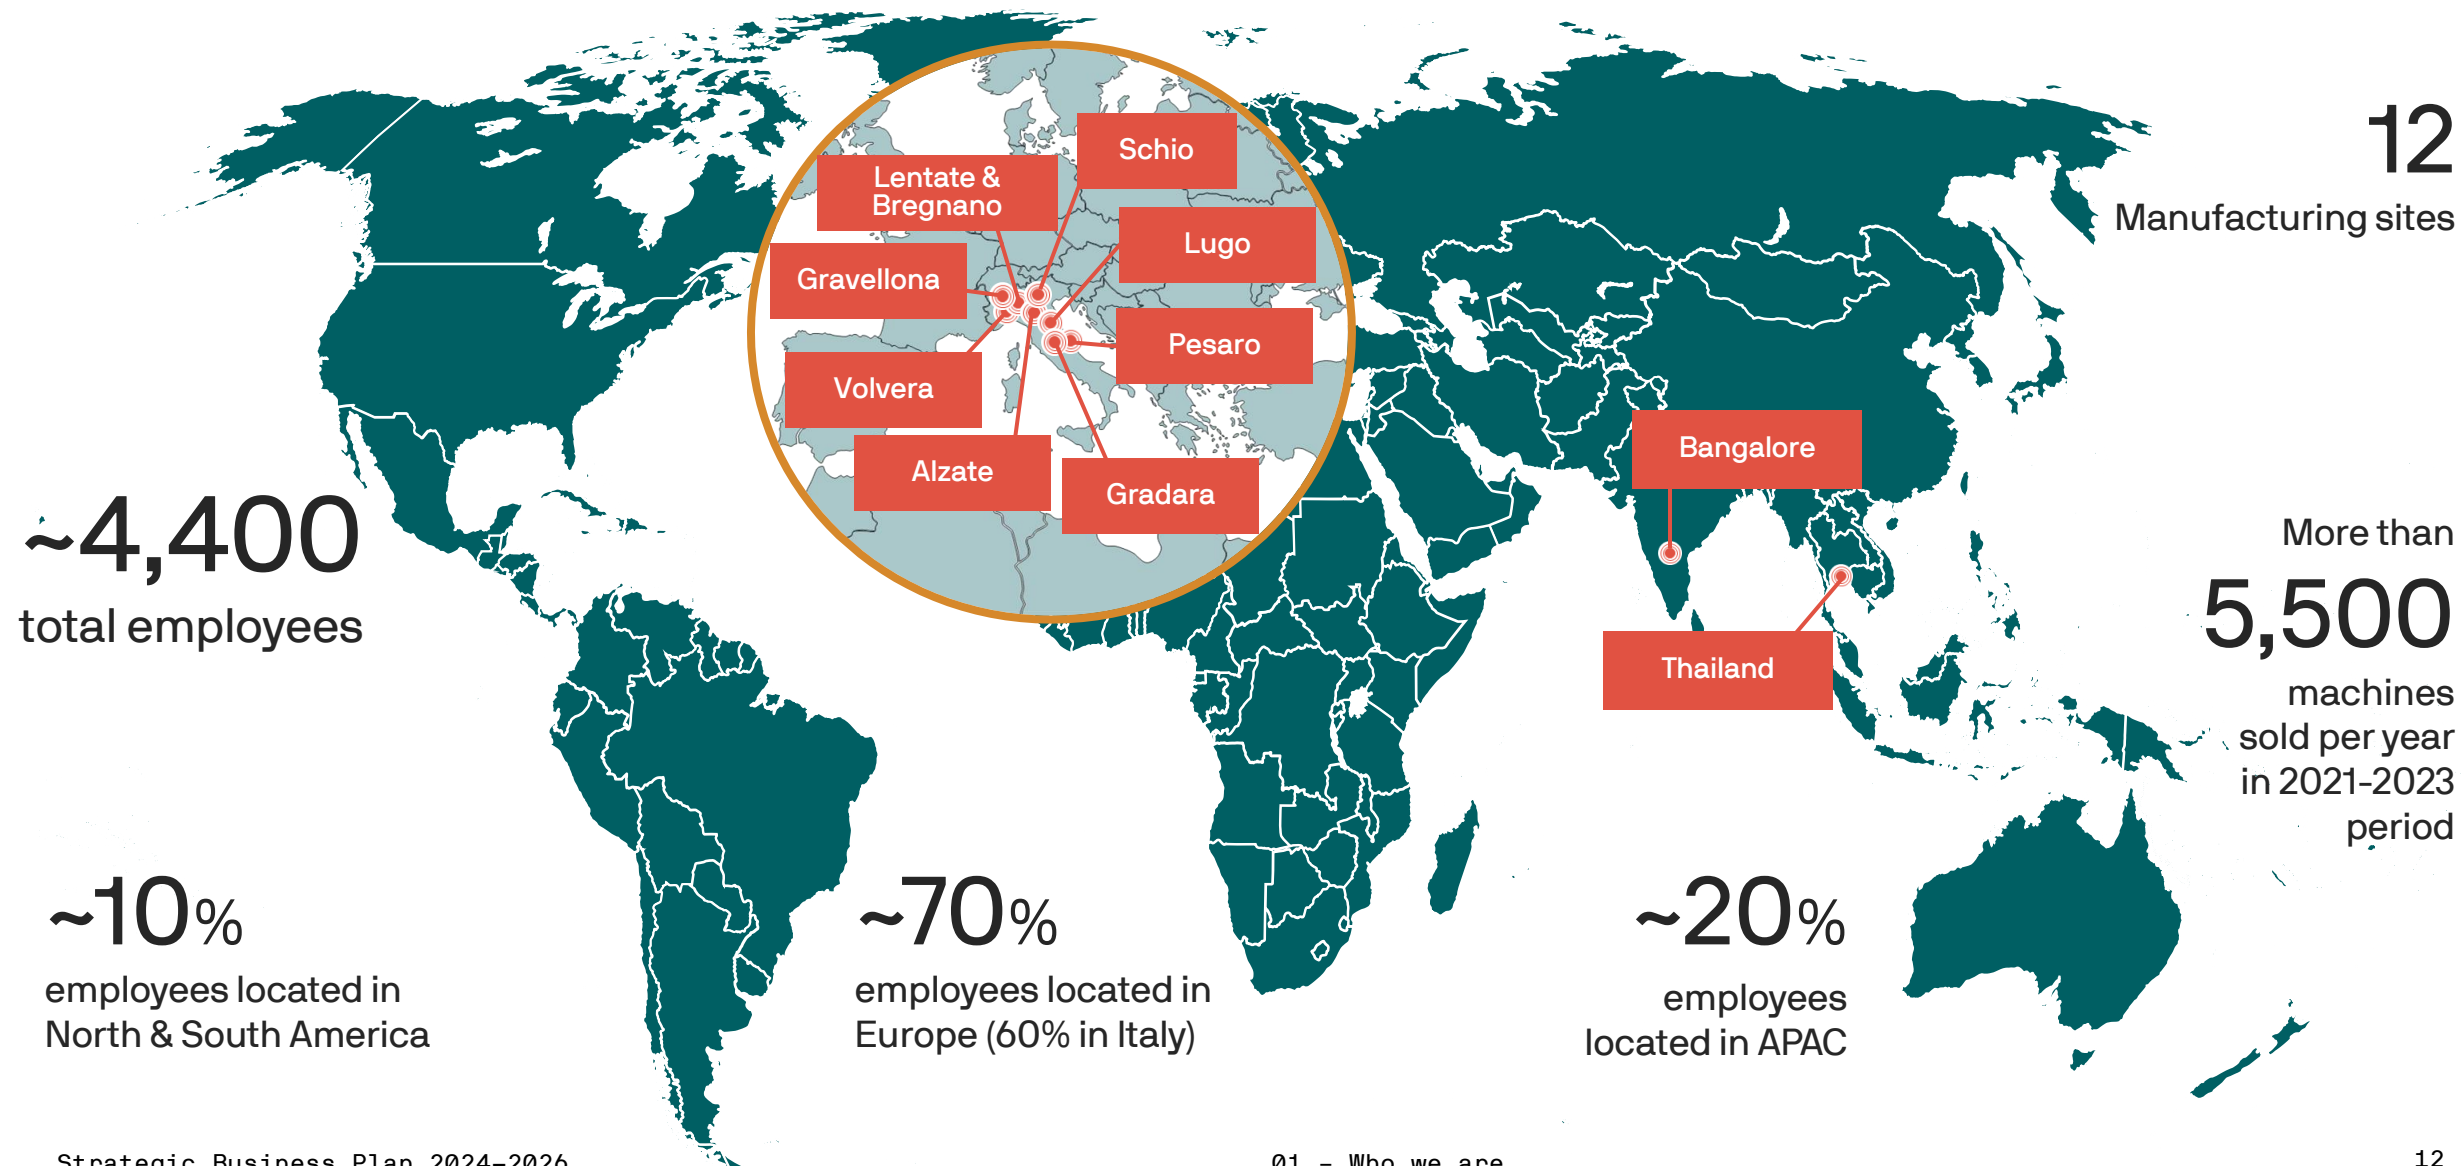 12
Manufacturing sites
Schio
Lentate &
Bregnano
Lugo
Gravellona
Pesaro
Volvera
Alzate
Gradara
Bangalore
Thailand
~4,400
total employees
More than
5,500
machines
sold per year
in 2021-2023
period
~10%
employees located in
North & South America
~70%
employees located in
Europe (60% in Italy)
~20%
employees
located in APAC
Strategic Business Plan 2024–2026
01 – Who we are
12